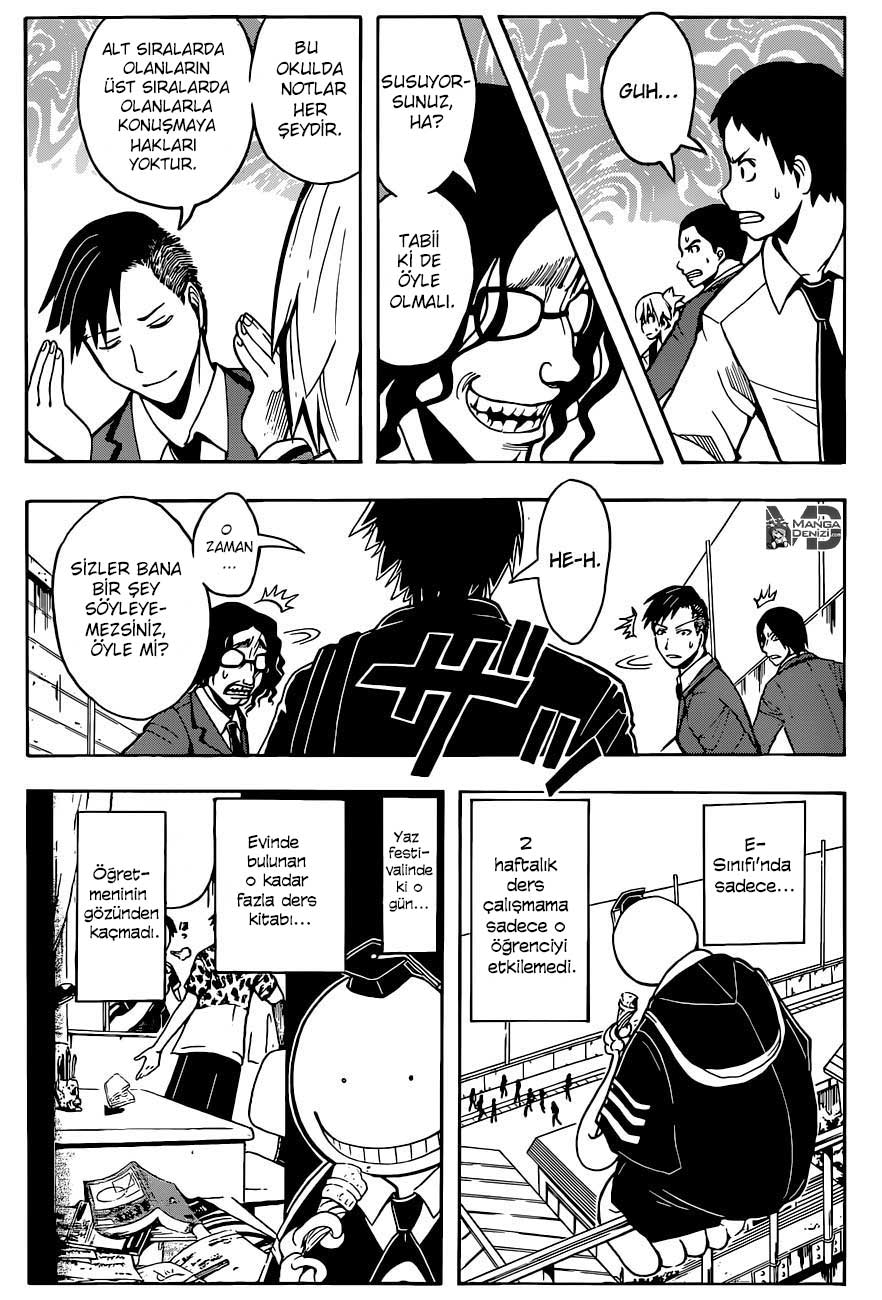 GUH...
SUSUYOR-
SUNUZ,
HA?
TABİİ
Kİ DE
ÖYLE
OLMALI.
BU
OKULDA
NOTLAR
HER
ŞEYDİR.
ALT SIRALARDA
OLANLARIN
ÜST SIRALARDA
OLANLARLA
KONUŞMAYA
HAKLARI
YOKTUR.
MANGA
DENİZİ.com
HE-H.
O
ZAMAN
...
SİZLER BANA
BİR ŞEY
SÖYLEYE-
MEZSİNİZ,
ÖYLE Mİ?
ザッ
E-
Sınıfı'nda
sadece...
2
haftalık
ders
çalışmama
sadece o
öğrenciyi
etkilemedi.
Yaz
festi-
valinde
ki o
gün...
Evinde
bulunan
o kadar
fazla ders
kitabı...
Öğret-
meninin
gözünden
kaçmadı.